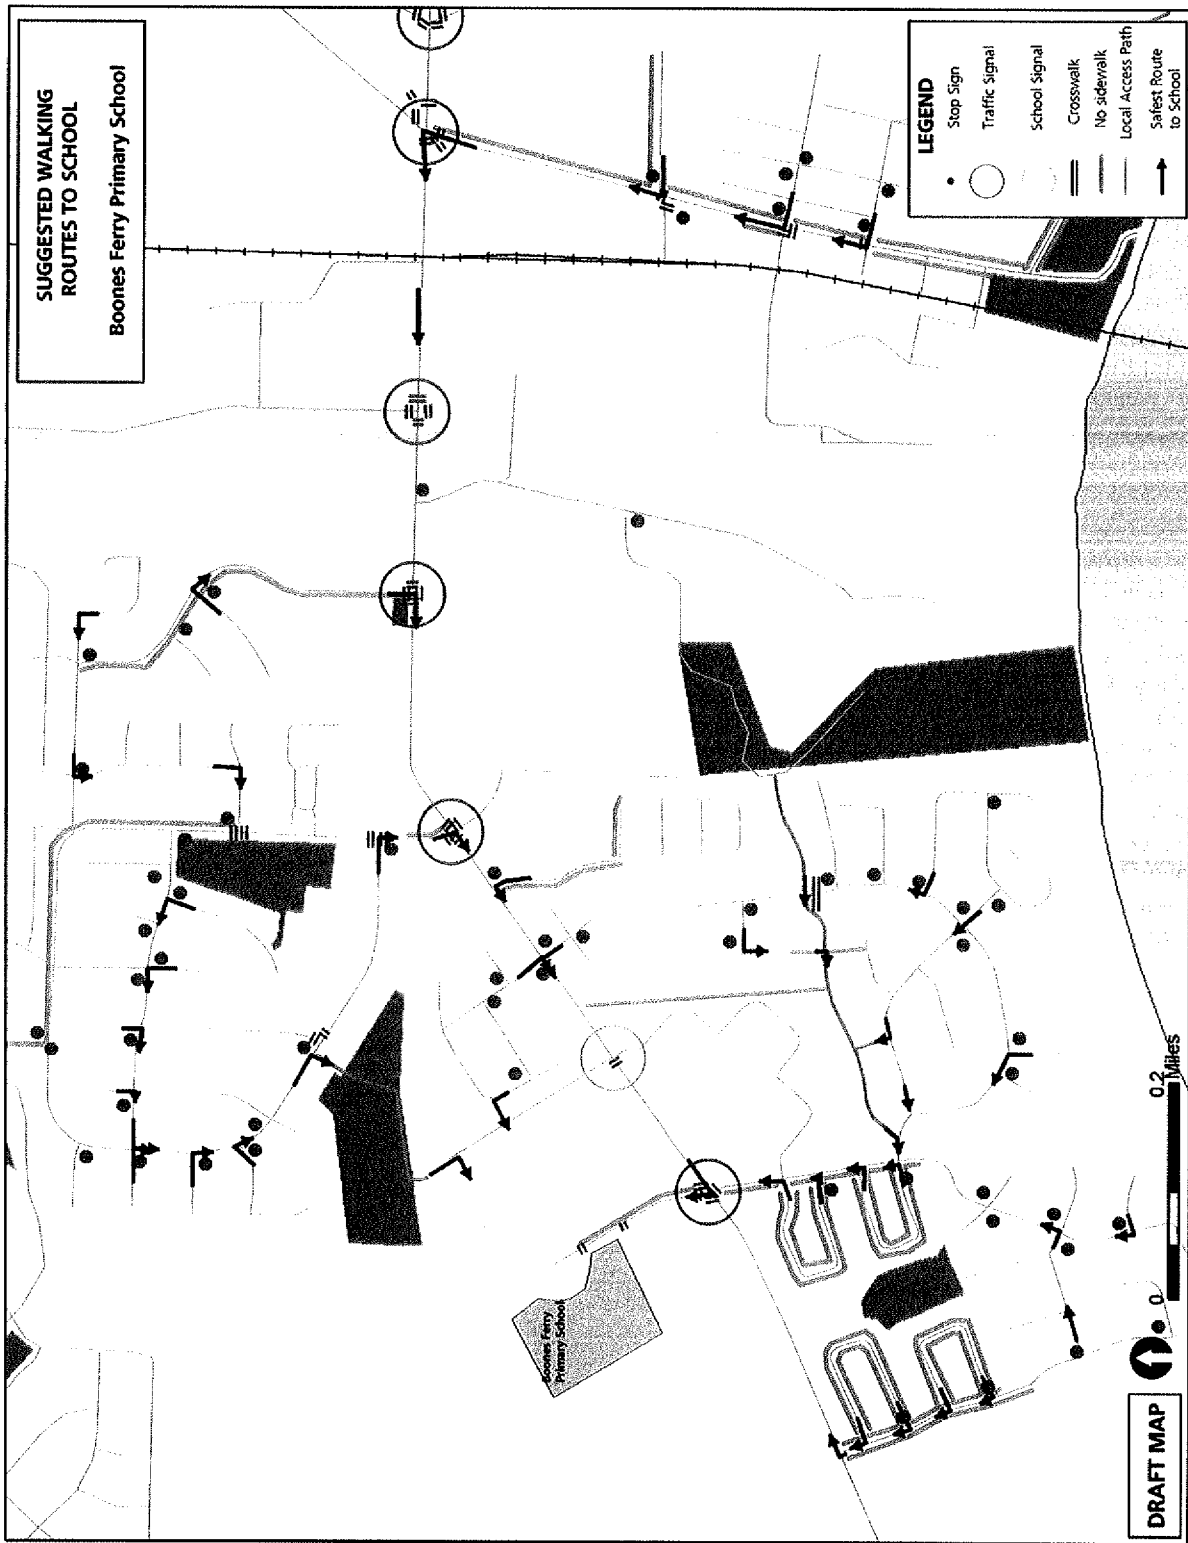 SUGGESTED WALKING
ROUTES TO SCHOOL
Boones Ferry Primary School
LEGEND
Stop Sign
Traffic Signal
School Signal
Crosswalk
No sidewalk
Local Access Path
Safest Route
to School
Boones Ferry
Primary School
0
0.2
Miles
DRAFT MAP